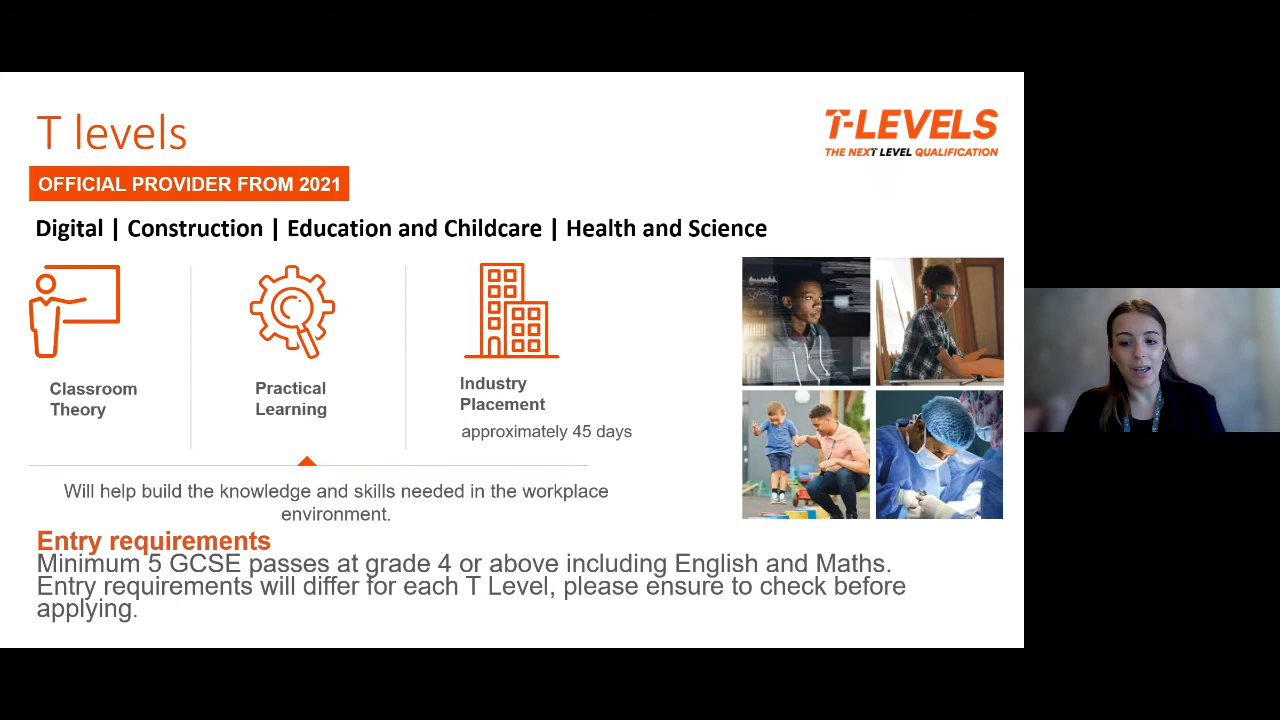 T levels
T-LEVELS
THE NEXT LEVEL QUALIFICATION
OFFICIAL PROVIDER FROM 2021
Digital | Construction | Education and Childcare | Health and Science
Classroom
Theory
Practical
Learning
Industry
Placement
approximately 45 days
Will help build the knowledge and skills needed in the workplace
environment.
Entry requirements
Minimum 5 GCSE passes at grade 4 or above including English and Maths.
Entry requirements will differ for each T Level, please ensure to check before
applying.